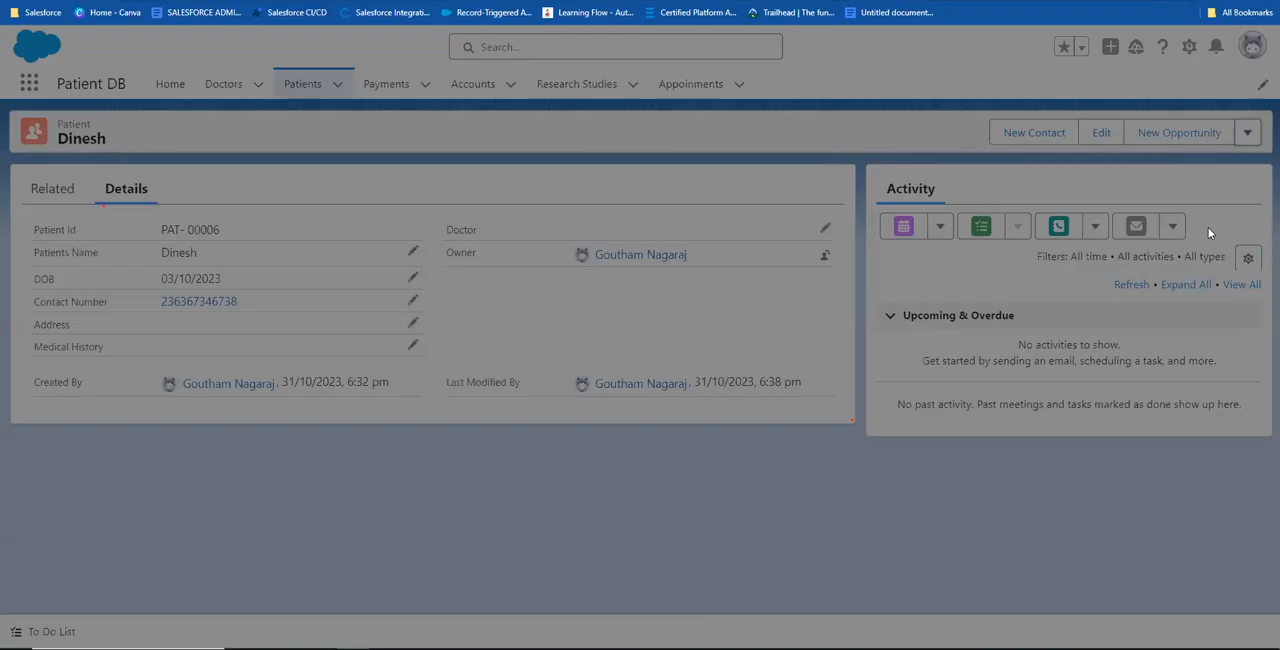 Salesforce Home - Canva SALESFORCE ADMI... Salesforce CI/CD Salesforce Integrati... Record-Triggered A... Learning Flow - Aut... Certified Platform A... Trailhead | The fun... Untitled document... All Bookmarks
Search...
Patient DB Home Doctors Patients Payments Accounts Research Studies Appoinments
Patient
Dinesh
New Contact Edit New Opportunity
Related Details
Activity
Patient Id PAT- 00006 Doctor
Patients Name Dinesh Owner Goutham Nagaraj
Filters: All time • All activities • All types
DOB 03/10/2023
Refresh • Expand All • View All
Contact Number 236367346738
Upcoming & Overdue
Address
Medical History
No activities to show.
Get started by sending an email, scheduling a task, and more.
Created By Goutham Nagaraj, 31/10/2023, 6:32 pm Last Modified By Goutham Nagaraj, 31/10/2023, 6:38 pm
No past activity. Past meetings and tasks marked as done show up here.
To Do List